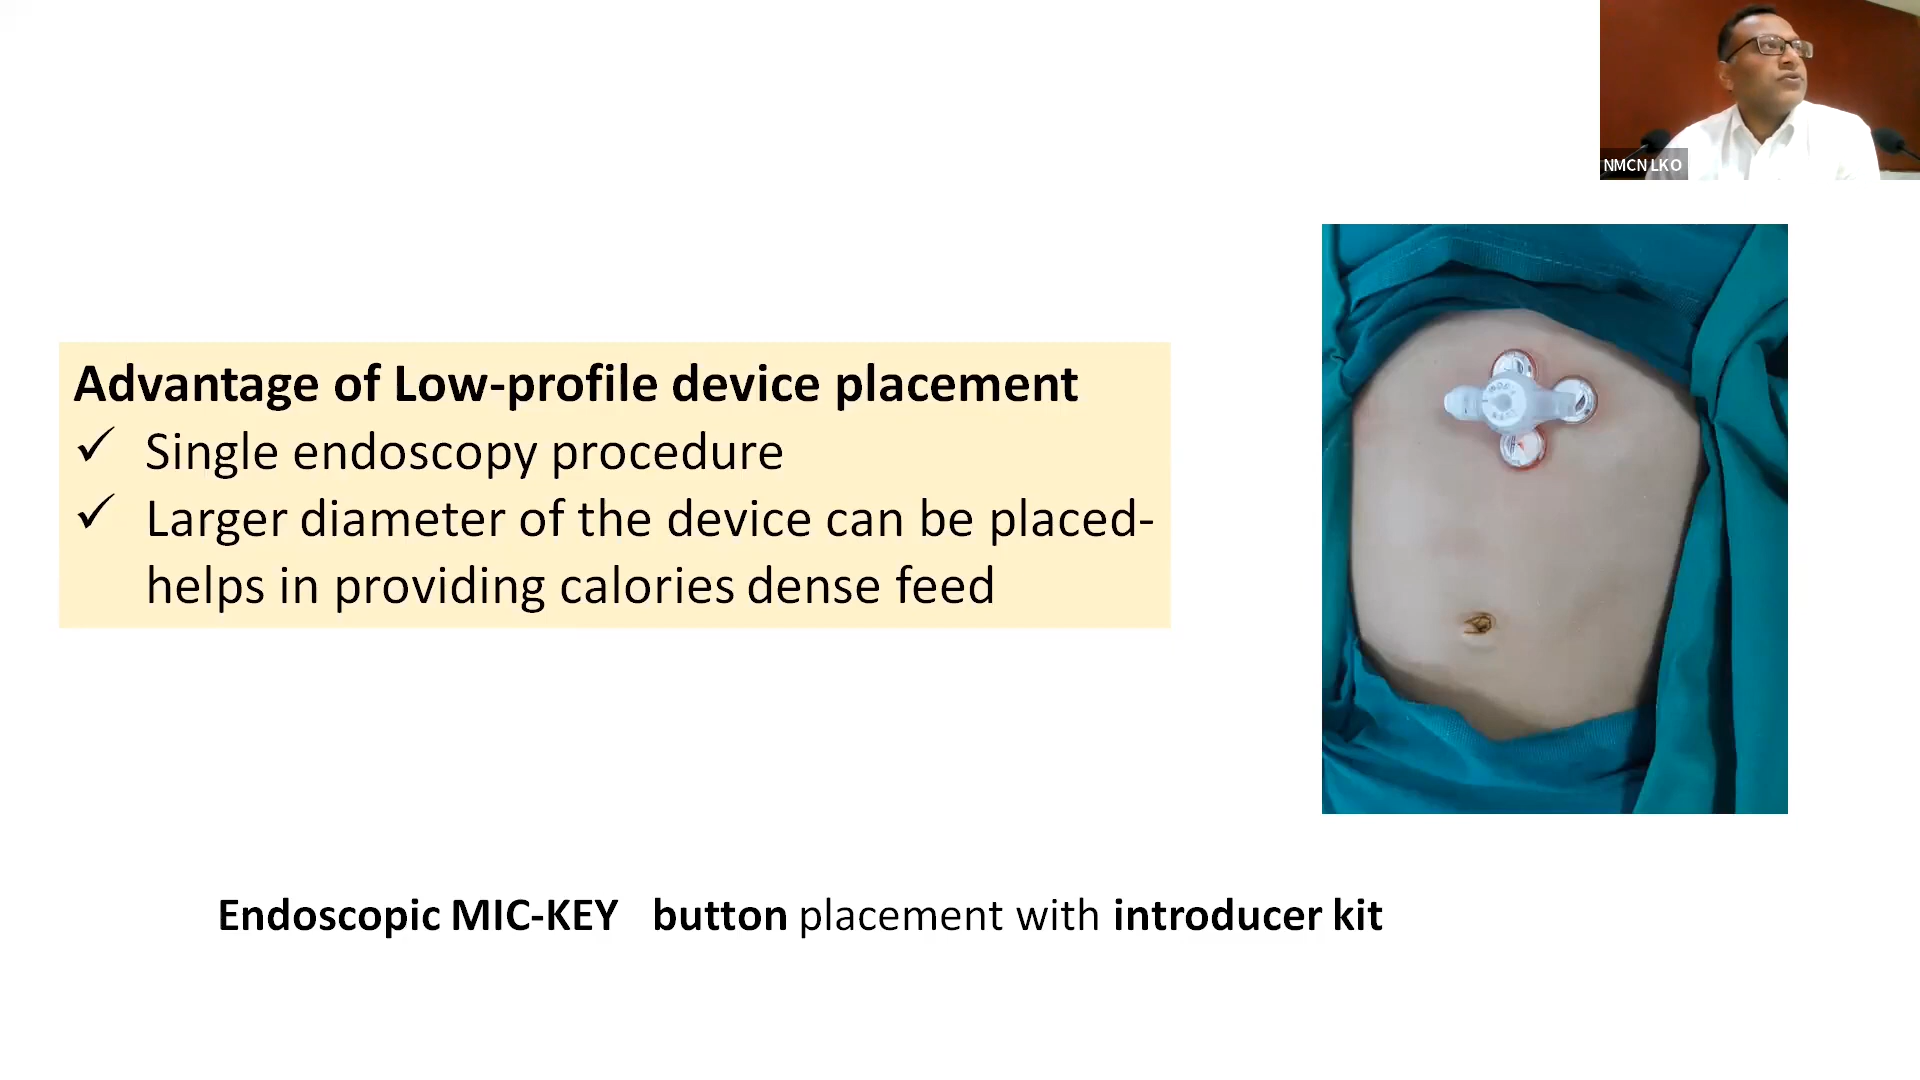 NMCN LKO
Advantage of Low-profile device placement
✓ Single endoscopy procedure
✓ Larger diameter of the device can be placed-
helps in providing calories dense feed
Endoscopic MIC-KEY button placement with introducer kit